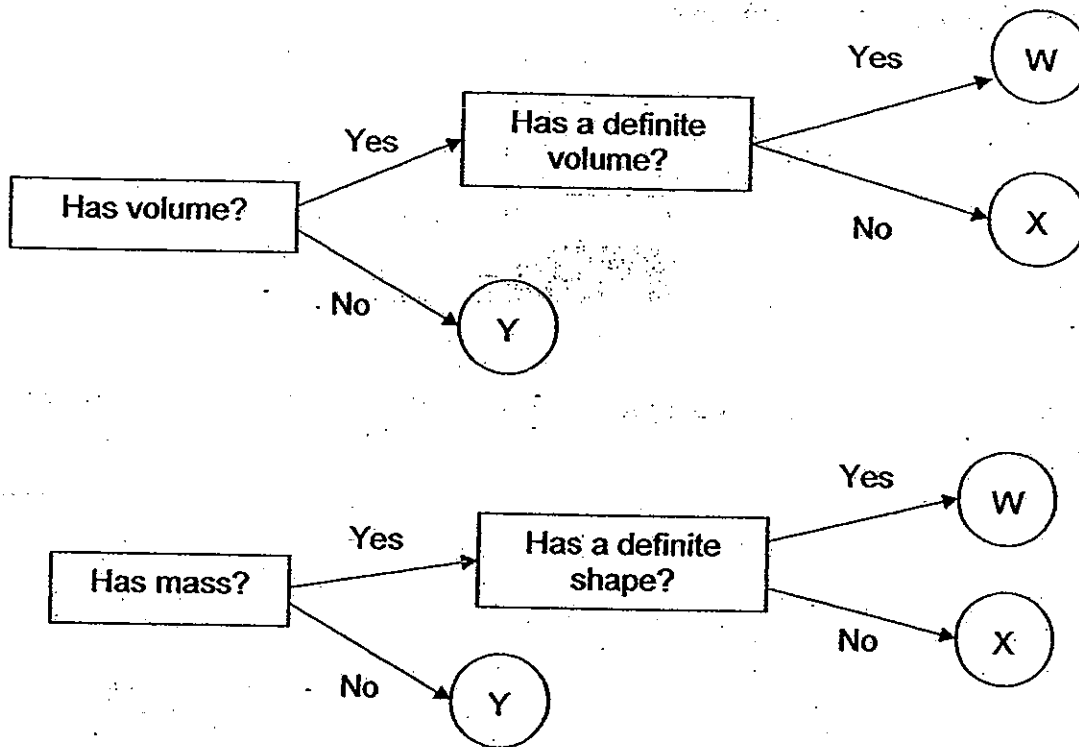 Yes
W
Yes
Has a definite
volume?
Has volume?
No
X
No
Y
Yes
W
Yes
Has a definite
shape?
Has mass?
No
X
No
Y